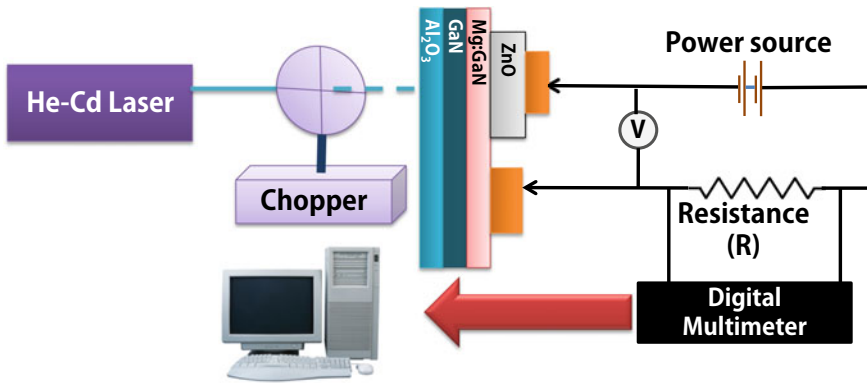 He-Cd Laser
Chopper
Al₂O₃
GaN
Mg:GaN
ZnO
Power source
V
Resistance
(R)
Digital
Multimeter